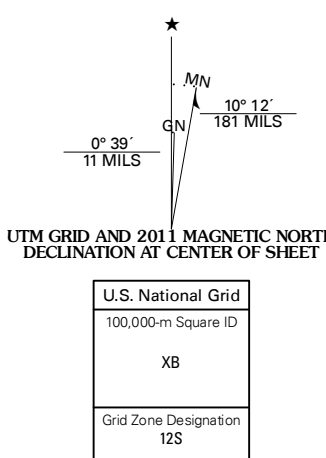 MN
GN
10° 12´
181 MILS
0° 39´
11 MILS
UTM GRID AND 2011 MAGNETIC NORTH
DECLINATION AT CENTER OF SHEET
U.S. National Grid
100,000-m Square ID
XB
Grid Zone Designation
12S